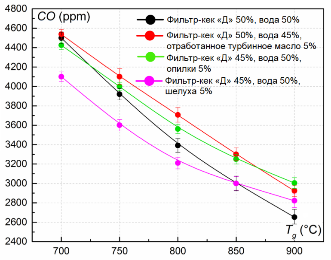 CO (ppm)
4800
4600
4400
4200
4000
3800
3600
3400
3200
3000
2800
2600
2400
Фильтр-кек «Д» 50%, вода 50%
Фильтр-кек «Д» 50%, вода 45%,
отработанное турбинное масло 5%
Фильтр-кек «Д» 45%, вода 50%,
опилки 5%
Фильтр-кек «Д» 45%, вода 50%,
шелуха 5%
700
750
800
850
900
Tg (°C)